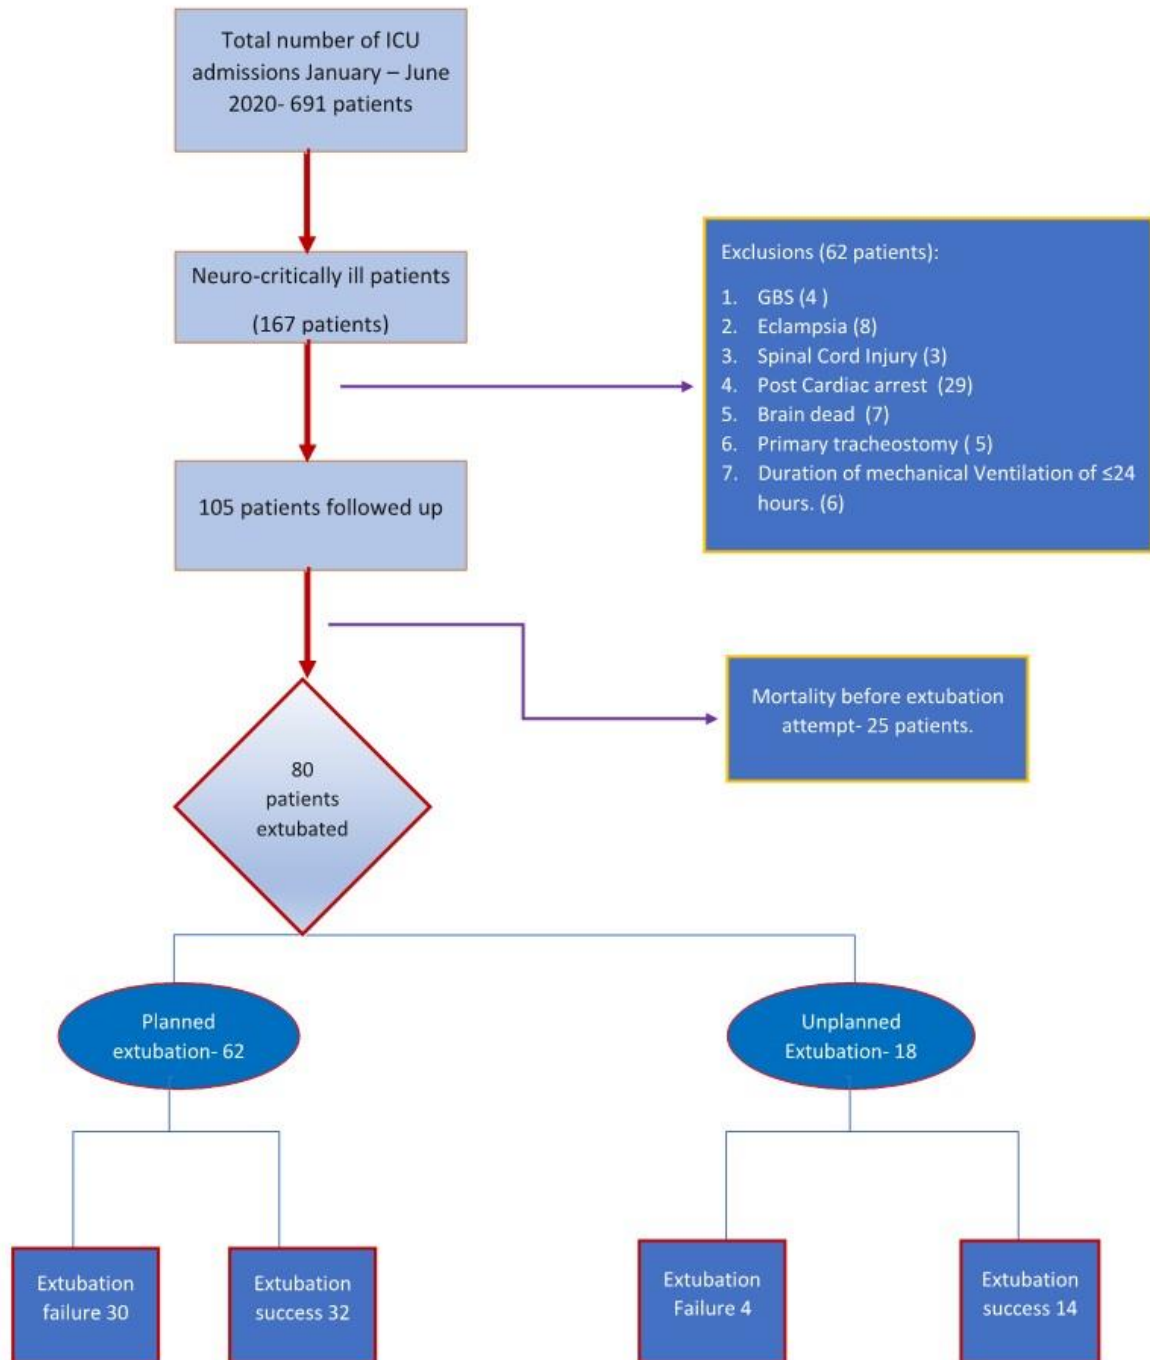 Total number of ICU
admissions January – June
2020- 691 patients
Neuro-critically ill patients
(167 patients)
Exclusions (62 patients):
1. GBS (4 )
2. Eclampsia (8)
3. Spinal Cord Injury (3)
4. Post Cardiac arrest (29)
5. Brain dead (7)
6. Primary tracheostomy ( 5)
7. Duration of mechanical Ventilation of ≤24
hours. (6)
105 patients followed up
Mortality before extubation
attempt- 25 patients.
80
patients
extubated
Planned
extubation- 62
Unplanned
Extubation- 18
Extubation
failure 30
Extubation
success 32
Extubation
Failure 4
Extubation
success 14